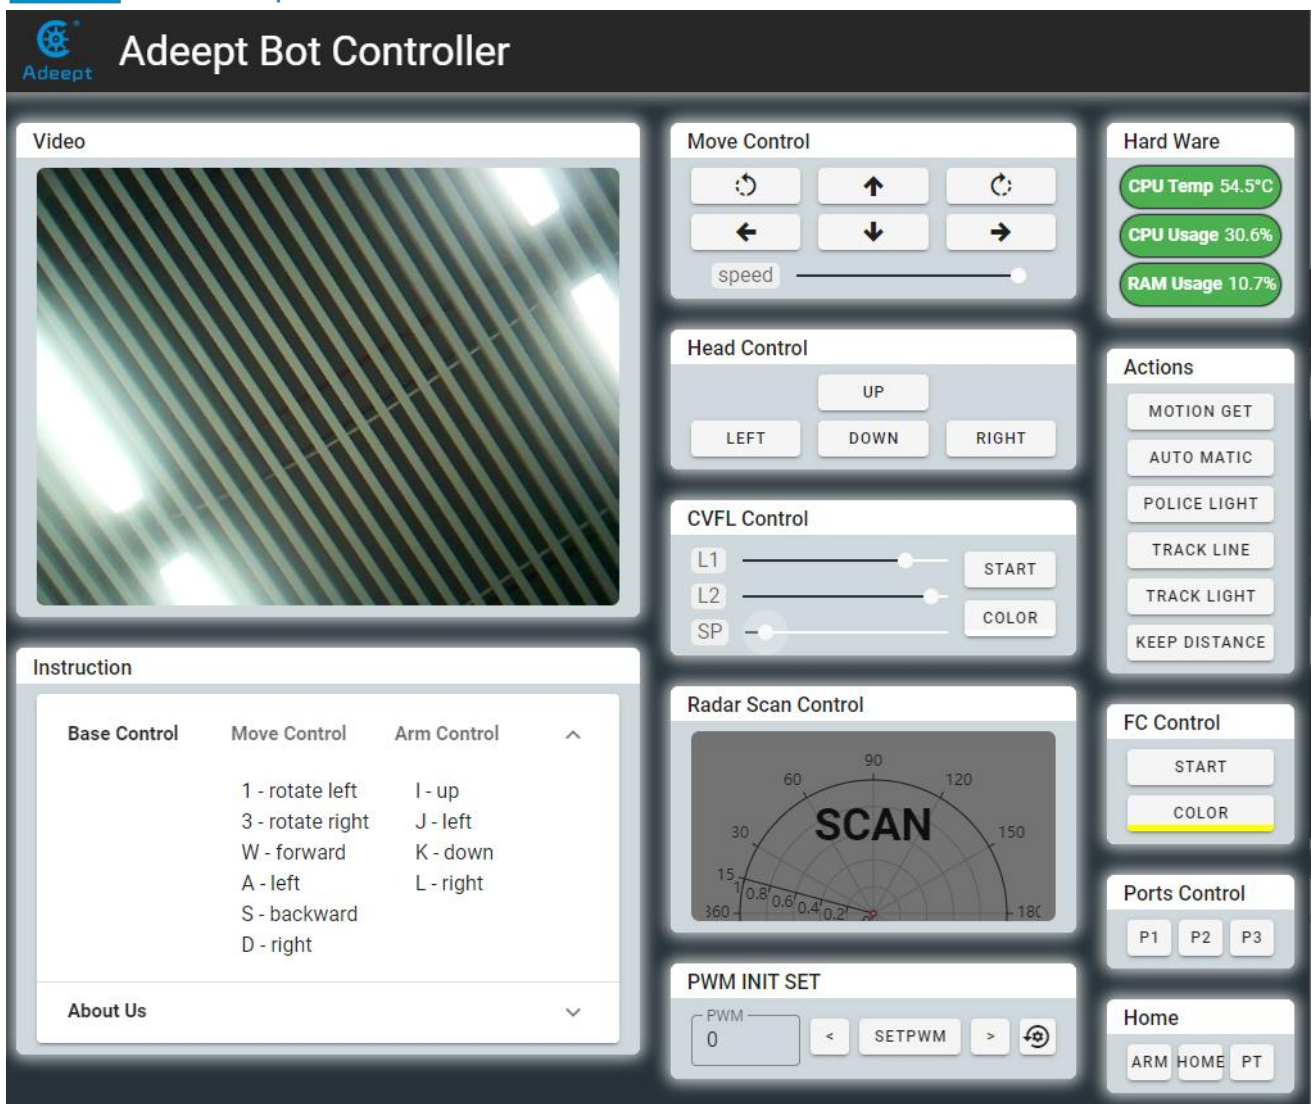 Adeept
Adeept Bot Controller
Video
Move Control
speed
Hard Ware
CPU Temp 54.5°C
CPU Usage 30.6%
RAM Usage 10.7%
Head Control
UP
LEFT DOWN RIGHT
Actions
MOTION GET
AUTO MATIC
POLICE LIGHT
TRACK LINE
TRACK LIGHT
KEEP DISTANCE
CVFL Control
L1
START
L2
COLOR
SP
Instruction
Base Control Move Control Arm Control
1 - rotate left I - up
3 - rotate right J - left
W - forward K - down
A - left L - right
S - backward
D - right
About Us
Radar Scan Control
90
60 120
SCAN
30 150
15
1 0.8 0.6 0.4 0.2
360 180
FC Control
START
COLOR
Ports Control
P1 P2 P3
PWM INIT SET
PWM
0 < SETPWM >
Home
ARM HOME PT